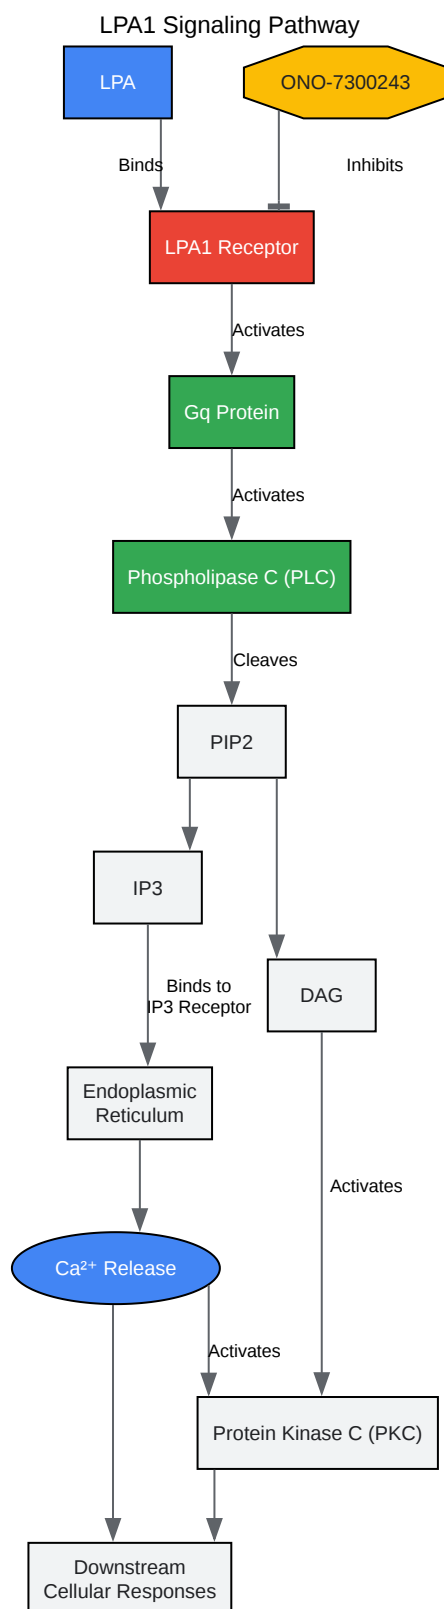 LPA1 Signaling Pathway
LPA
ONO-7300243
Binds
Inhibits
LPA1 Receptor
Activates
Gq Protein
Activates
Phospholipase C (PLC)
Cleaves
PIP2
IP3
DAG
Binds to
IP3 Receptor
Endoplasmic
Reticulum
Activates
Ca²⁺ Release
Activates
Protein Kinase C (PKC)
Downstream
Cellular Responses